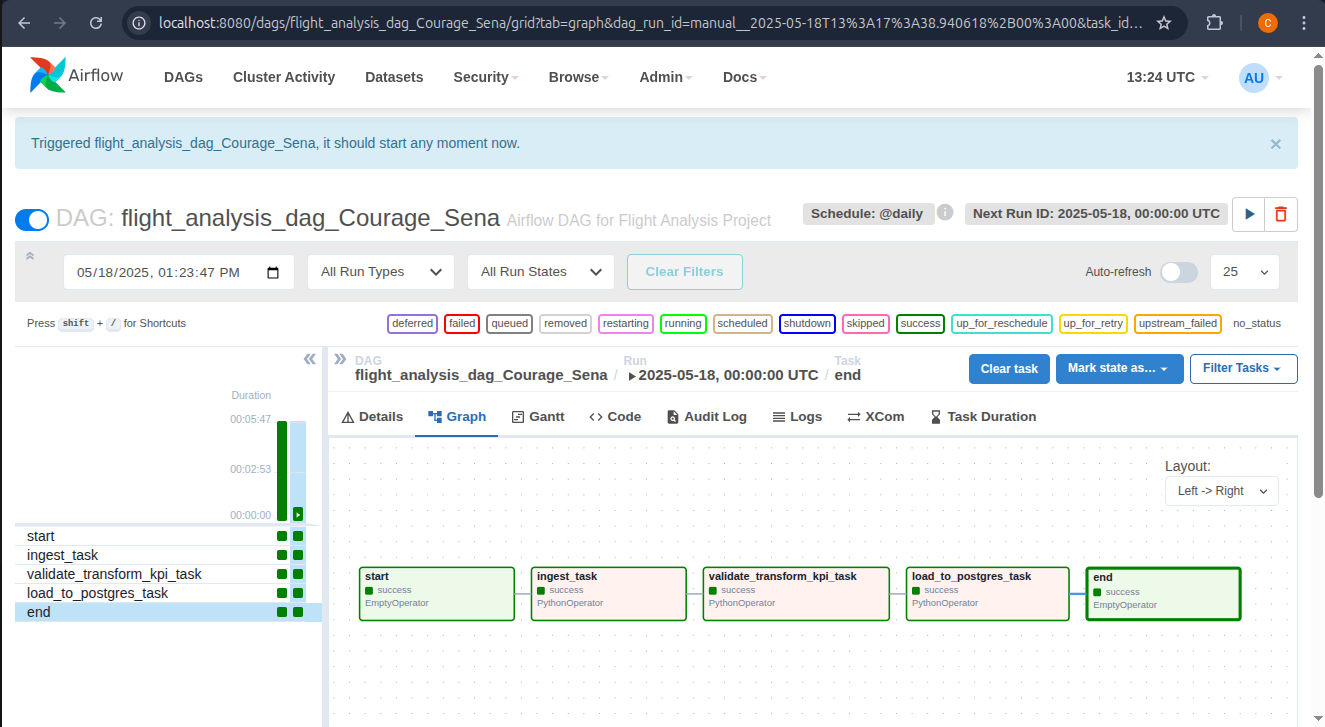 localhost:8080/dags/flight_analysis_dag_Courage_Sena/grid?tab=graph&dag_run_id=manual__2025-05-18T13%3A17%3A38.940618%2B00%3A00&task_id...
C
Airflow DAGs Cluster Activity Datasets Security Browse Admin Docs 13:24 UTC AU
Triggered flight_analysis_dag_Courage_Sena, it should start any moment now. ×
DAG: flight_analysis_dag_Courage_Sena Airflow DAG for Flight Analysis Project Schedule: @daily i Next Run ID: 2025-05-18, 00:00:00 UTC
05/18/2025, 01:23:47 PM All Run Types All Run States Clear Filters Auto-refresh 25
Press shift + / for Shortcuts deferred failed queued removed restarting running scheduled shutdown skipped success up_for_reschedule up_for_retry upstream_failed no_status
DAG Run Task
flight_analysis_dag_Courage_Sena / 2025-05-18, 00:00:00 UTC / end
Clear task Mark state as... Filter Tasks
Details Graph Gantt Code Audit Log Logs XCom Task Duration
Duration
00:05:47
00:02:53
00:00:00
start
ingest_task
validate_transform_kpi_task
load_to_postgres_task
end
Layout:
Left -> Right
start
success
EmptyOperator
ingest_task
success
PythonOperator
validate_transform_kpi_task
success
PythonOperator
load_to_postgres_task
success
PythonOperator
end
success
EmptyOperator